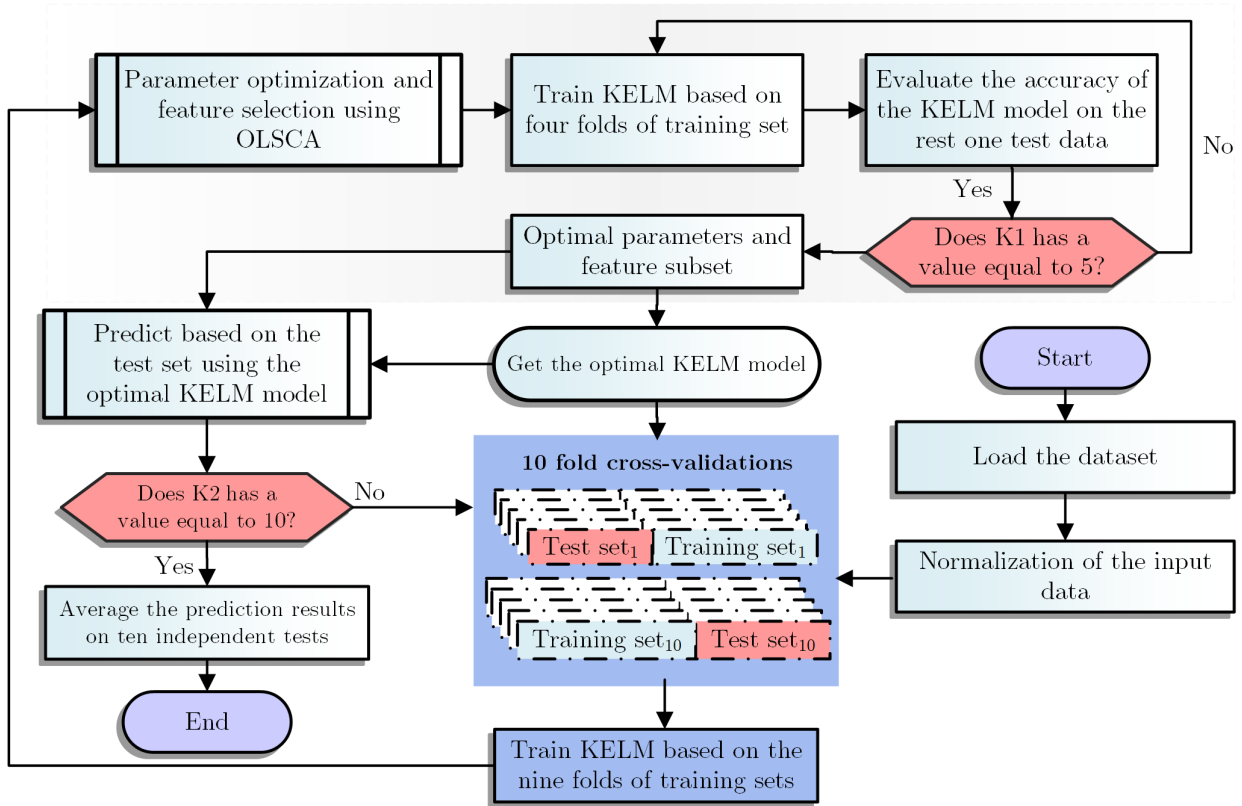 Parameter optimization and
feature selection using
OLSCA
Train KELM based on
four folds of training set
Evaluate the accuracy of
the KELM model on the
rest one test data
No
Yes
Does K1 has a
value equal to 5?
Optimal parameters and
feature subset
Predict based on the
test set using the
optimal KELM model
Get the optimal KELM model
Start
Load the dataset
Normalization of the input
data
10 fold cross-validations
Test set₁ Training set₁
Training set₁₀ Test set₁₀
Does K2 has a
value equal to 10?
No
Yes
Average the prediction results
on ten independent tests
End
Train KELM based on the
nine folds of training sets